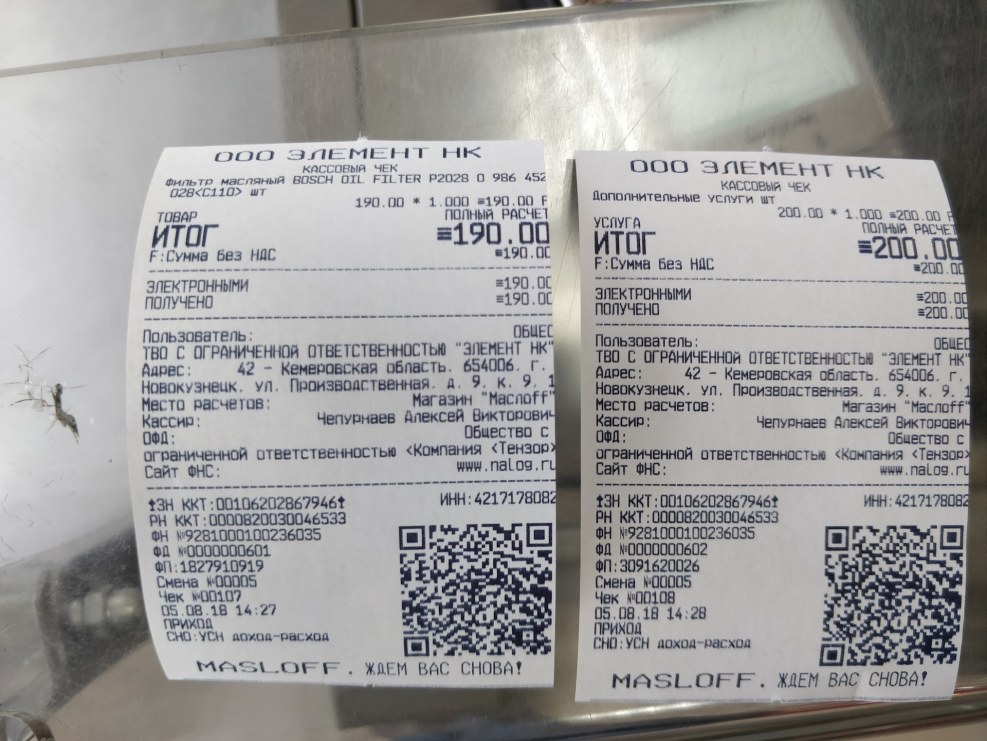 ООО ЭЛЕМЕНТ НК
КАССОВЫЙ ЧЕК
Фильтр масляный BOSCH OIL FILTER P2028 0 986 452
028<C110> шт
190.00 * 1.000 ≡190.00 F
ТОВАР ПОЛНЫЙ РАСЧЕТ
ИТОГ ≡190.00
F:Сумма без НДС ≡190.00
ЭЛЕКТРОННЫМИ ≡190.00
ПОЛУЧЕНО ≡190.00
Пользователь: ОБЩЕС
ТВО С ОГРАНИЧЕННОЙ ОТВЕТСТВЕННОСТЬЮ "ЭЛЕМЕНТ НК"
Адрес: 42 - Кемеровская область. 654006. г.
Новокузнецк. ул. Производственная. д. 9. к. 9. 1
Место расчетов: Магазин "Маслоff"
Кассир: Чепурнаев Алексей Викторович
ОФД: Общество с
ограниченной ответственностью <Компания <Тензор>
Сайт ФНС: www.nalog.ru
↑ЗН ККТ:00106202867946↑ ИНН:4217178082
РН ККТ:0000820030046533
ФН №9281000100236035
ФД №0000000601
ФП:1827910919
Смена №00005
Чек №00107
05.08.18 14:27
ПРИХОД
СНО:УСН доход-расход
MASLOFF. ЖДЕМ ВАС СНОВА!
ООО ЭЛЕМЕНТ НК
КАССОВЫЙ ЧЕК
Дополнительные услуги шт
200.00 * 1.000 ≡200.00 F
УСЛУГА ПОЛНЫЙ РАСЧЕТ
ИТОГ ≡200.00
F:Сумма без НДС ≡200.00
ЭЛЕКТРОННЫМИ ≡200.00
ПОЛУЧЕНО ≡200.00
Пользователь: ОБЩЕС
ТВО С ОГРАНИЧЕННОЙ ОТВЕТСТВЕННОСТЬЮ "ЭЛЕМЕНТ НК"
Адрес: 42 - Кемеровская область. 654006. г.
Новокузнецк. ул. Производственная. д. 9. к. 9. 1
Место расчетов: Магазин "Маслоff"
Кассир: Чепурнаев Алексей Викторович
ОФД: Общество с
ограниченной ответственностью <Компания <Тензор>
Сайт ФНС: www.nalog.ru
↑ЗН ККТ:00106202867946↑ ИНН:4217178082
РН ККТ:0000820030046533
ФН №9281000100236035
ФД №0000000602
ФП:3091620026
Смена №00005
Чек №00108
05.08.18 14:28
ПРИХОД
СНО:УСН доход-расход
MASLOFF. ЖДЕМ ВАС СНОВА!